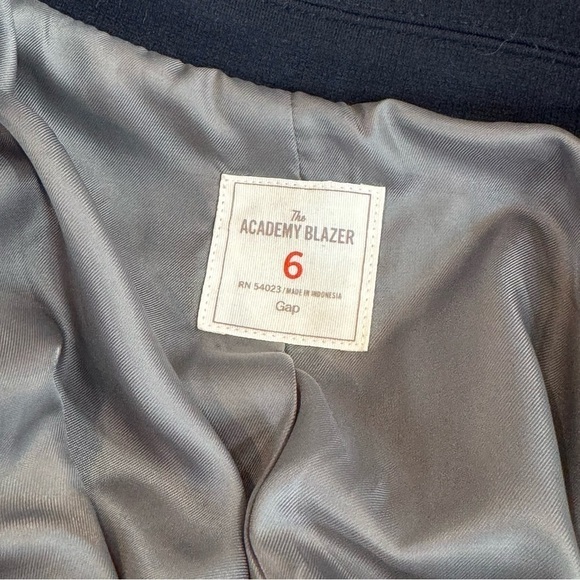 The
ACADEMY BLAZER
6
RN 54023/MADE IN INDONESIA
Gap